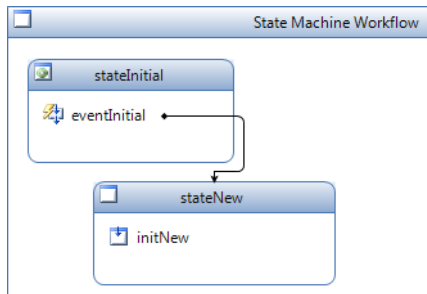 State Machine Workflow
stateInitial
eventInitial
stateNew
initNew